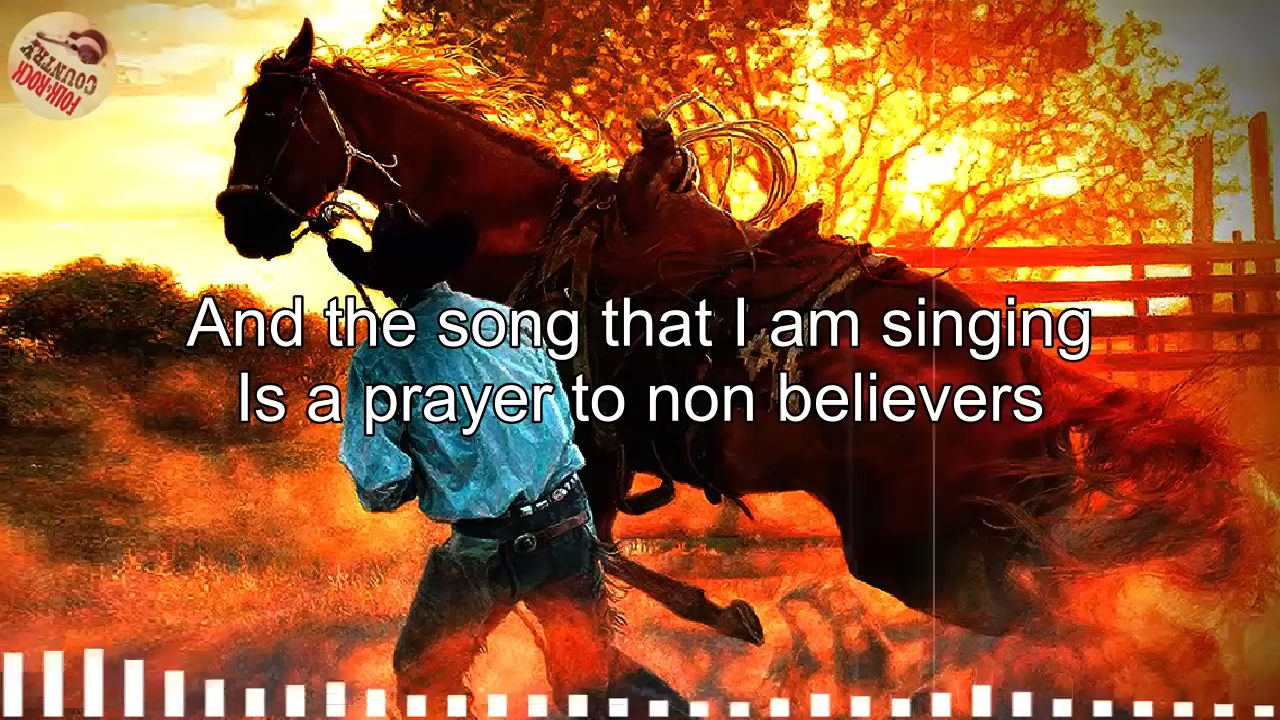 COUNTRY
FOLK-ROCK
And the song that I am singing
Is a prayer to non believers